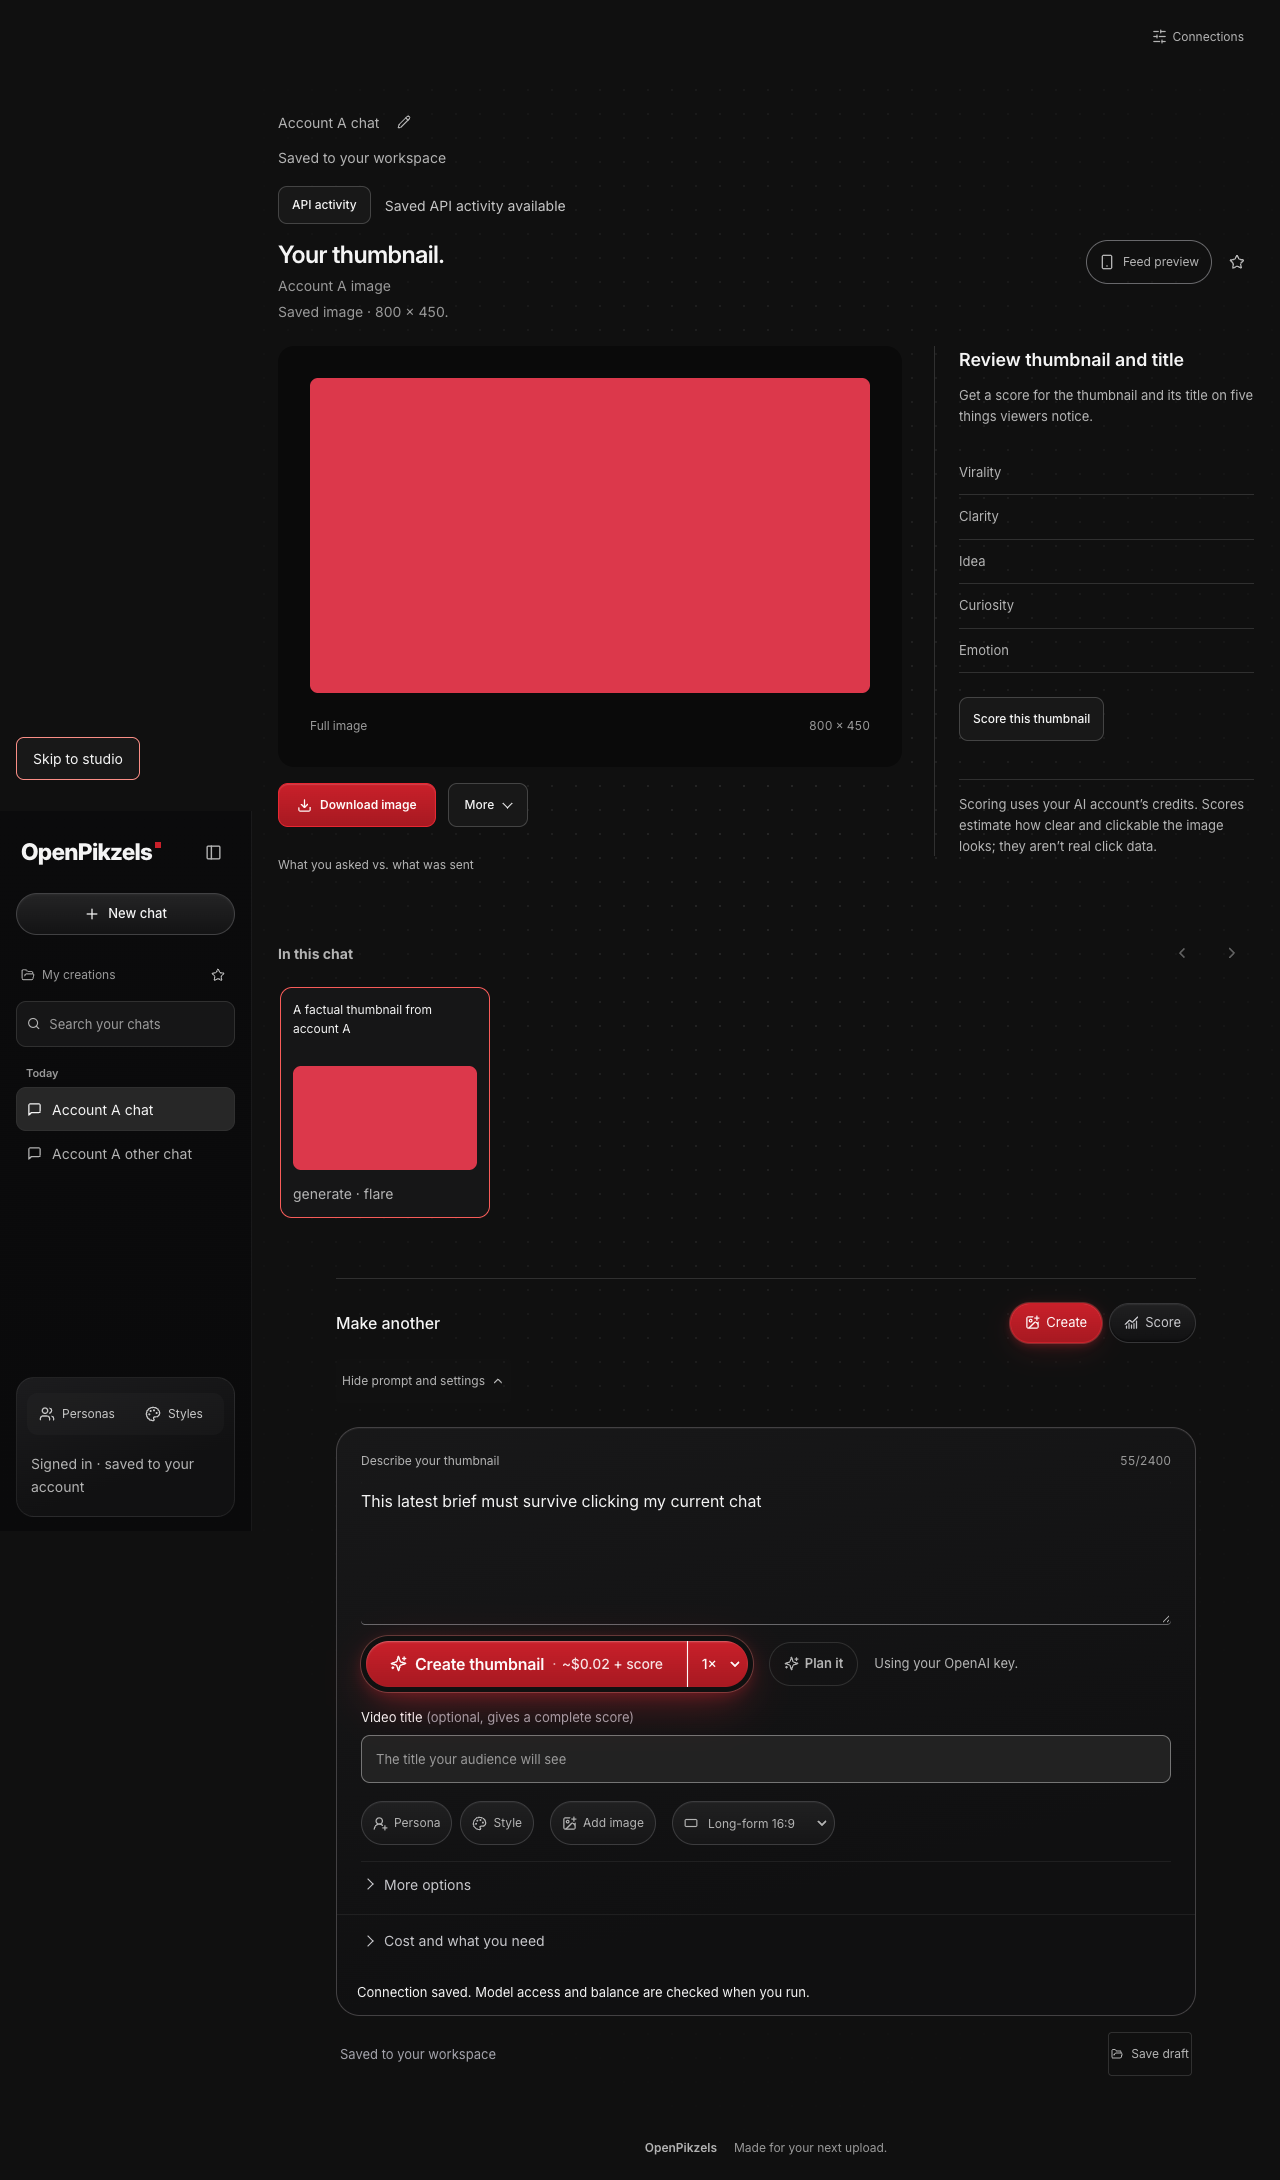 Connections
Account A chat
Saved to your workspace
API activity
Saved API activity available
Your thumbnail.
Account A image
Saved image · 800 × 450.
Feed preview
Full image
800 × 450
Download image
More
What you asked vs. what was sent
Review thumbnail and title
Get a score for the thumbnail and its title on five
things viewers notice.
Virality
Clarity
Idea
Curiosity
Emotion
Score this thumbnail
Scoring uses your AI account’s credits. Scores
estimate how clear and clickable the image
looks; they aren’t real click data.
Skip to studio
OpenPikzels
New chat
My creations
Search your chats
Today
Account A chat
Account A other chat
Personas
Styles
Signed in · saved to your
account
In this chat
A factual thumbnail from
account A
generate · flare
Make another
Create
Score
Hide prompt and settings
Describe your thumbnail
55/2400
This latest brief must survive clicking my current chat
Create thumbnail · ~$0.02 + score
1×
Plan it
Using your OpenAI key.
Video title (optional, gives a complete score)
The title your audience will see
Persona
Style
Add image
Long-form 16:9
More options
Cost and what you need
Connection saved. Model access and balance are checked when you run.
Saved to your workspace
Save draft
OpenPikzels
Made for your next upload.